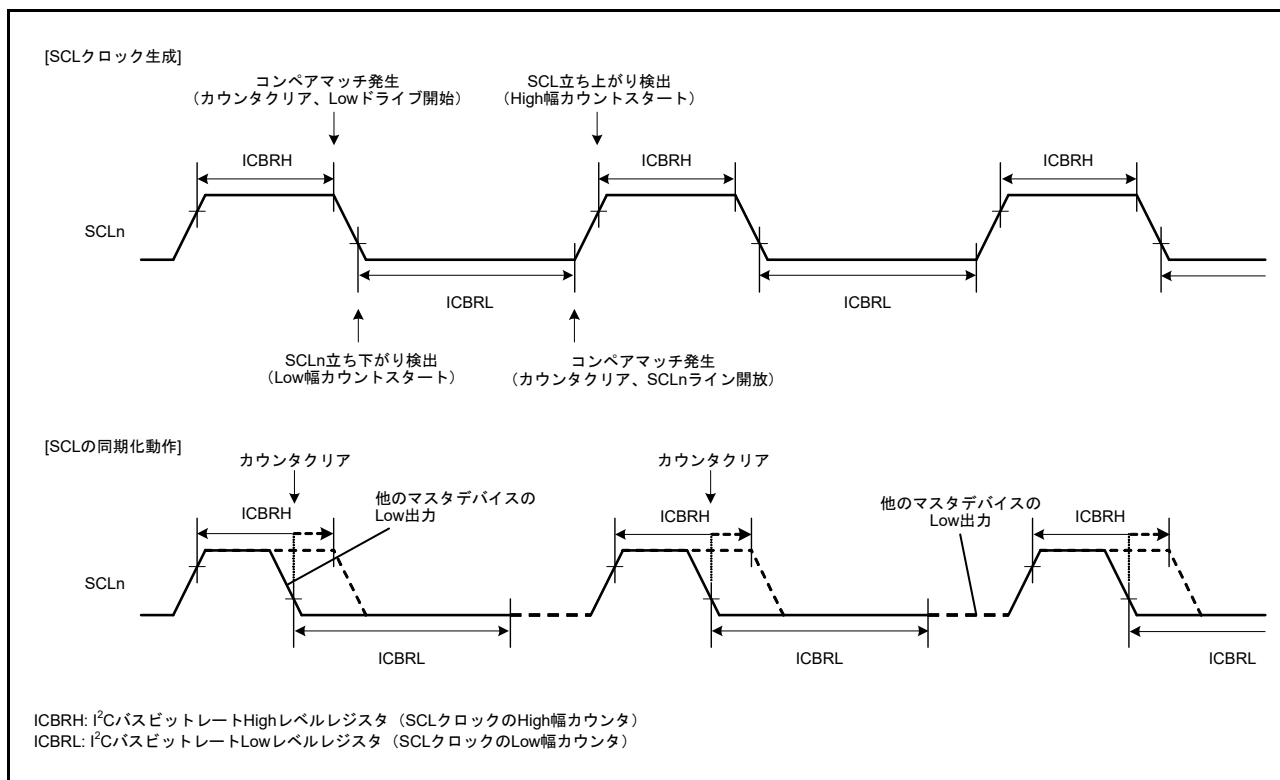 [SCLクロック生成]
コンペアマッチ発生
（カウンタクリア、Lowドライブ開始）
SCL立ち上がり検出
（High幅カウントスタート）
ICBRH
ICBRH
ICBRH
SCLn
ICBRL
ICBRL
SCLn立ち下がり検出
（Low幅カウントスタート）
コンペアマッチ発生
（カウンタクリア、SCLnライン開放）
[SCLの同期化動作]
カウンタクリア
カウンタクリア
他のマスタデバイスの
Low出力
他のマスタデバイスの
Low出力
ICBRH
ICBRH
ICBRH
SCLn
ICBRL
ICBRL
ICBRL
ICBRH: I²CバスビットレートHighレベルレジスタ（SCLクロックのHigh幅カウンタ）
ICBRL: I²CバスビットレートLowレベルレジスタ（SCLクロックのLow幅カウンタ）